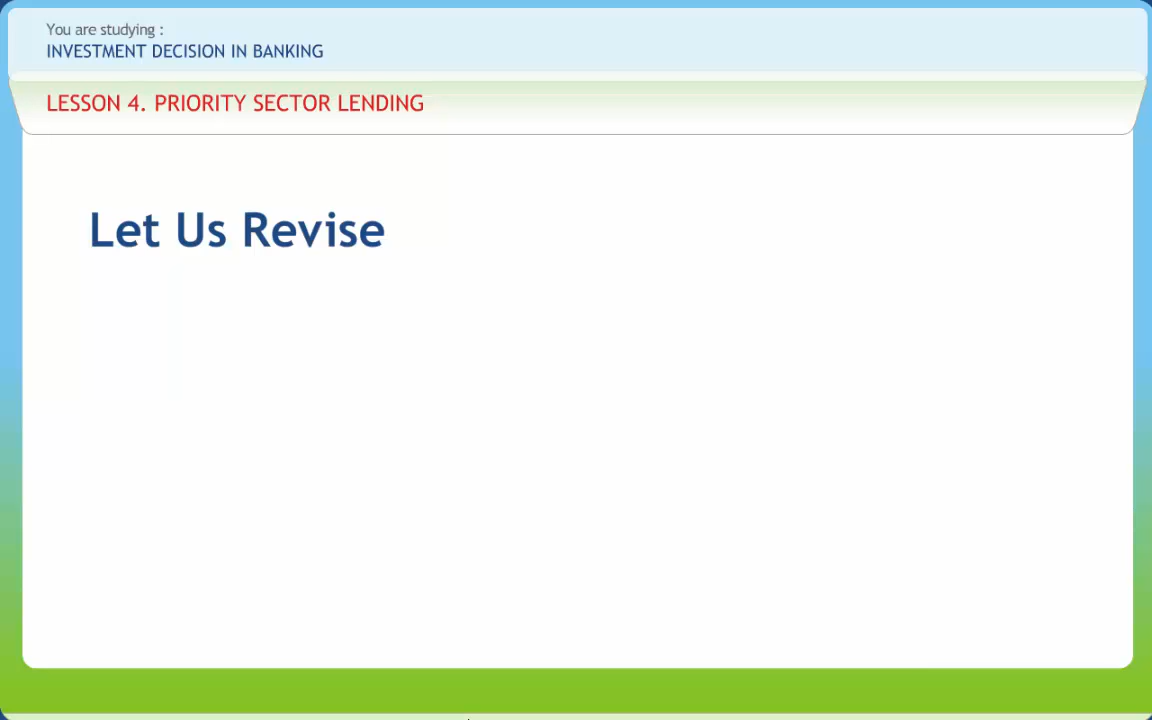 You are studying :
INVESTMENT DECISION IN BANKING
LESSON 4. PRIORITY SECTOR LENDING
Let Us Revise